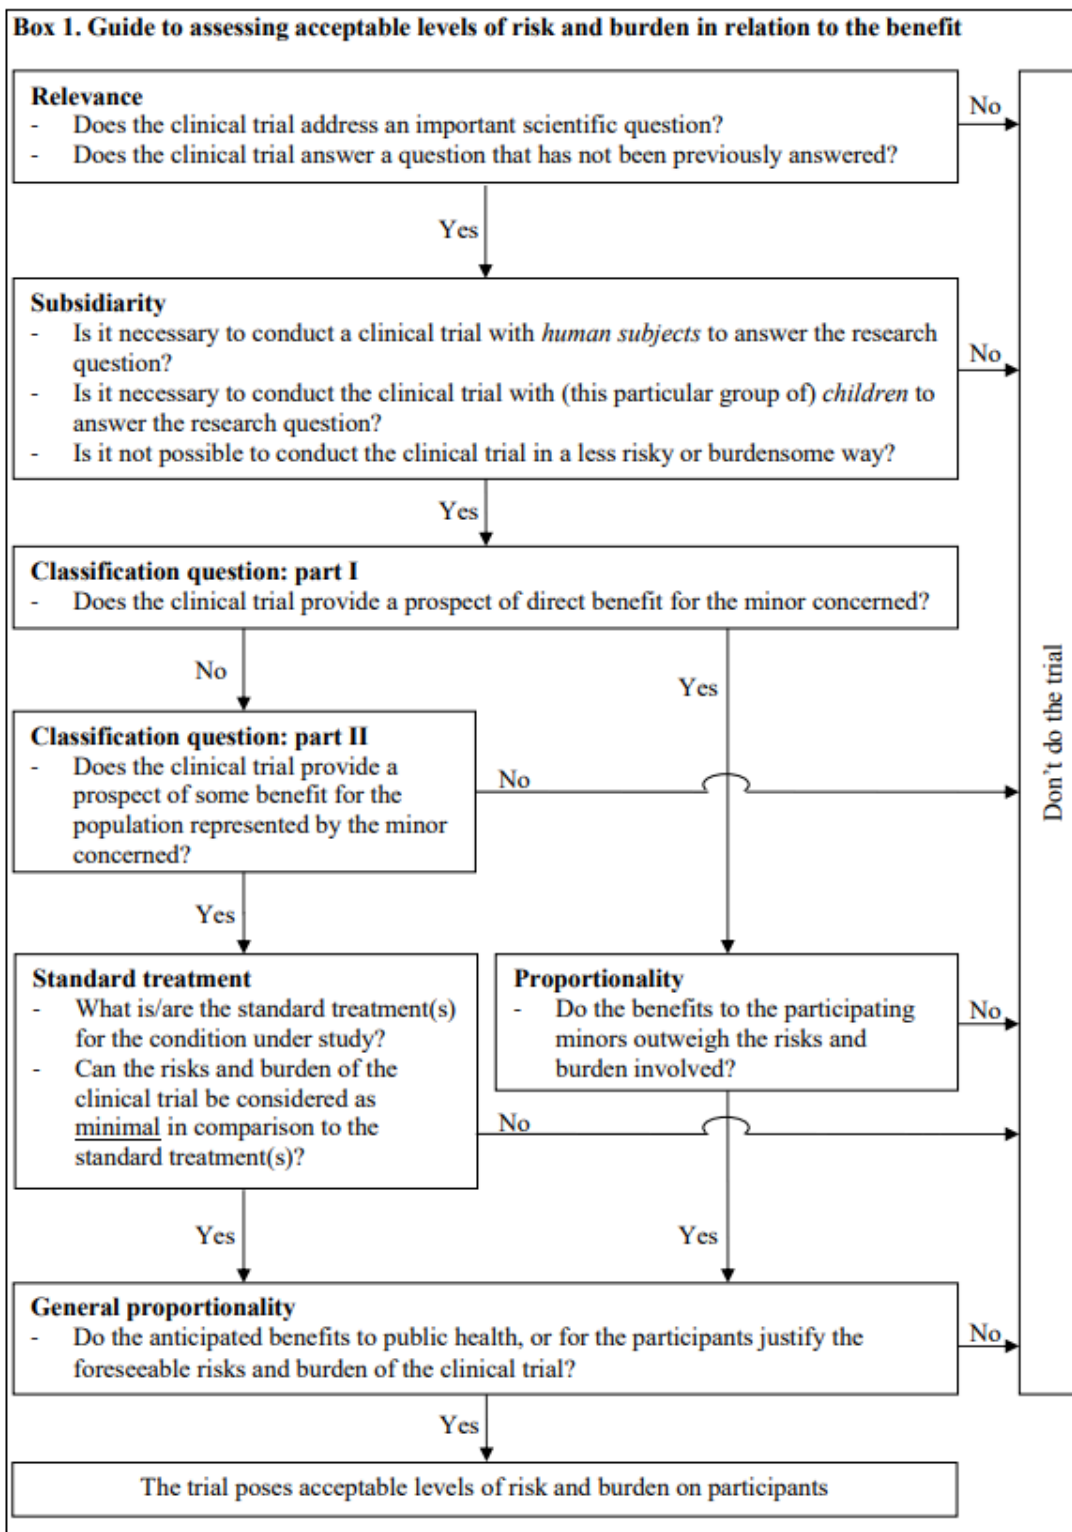 Box 1. Guide to assessing acceptable levels of risk and burden in relation to the benefit
Relevance
- Does the clinical trial address an important scientific question?
- Does the clinical trial answer a question that has not been previously answered?
No
Yes
Subsidiarity
- Is it necessary to conduct a clinical trial with human subjects to answer the research
question?
- Is it necessary to conduct the clinical trial with (this particular group of) children to
answer the research question?
- Is it not possible to conduct the clinical trial in a less risky or burdensome way?
No
Yes
Classification question: part I
- Does the clinical trial provide a prospect of direct benefit for the minor concerned?
No
Yes
Classification question: part II
- Does the clinical trial provide a
prospect of some benefit for the
population represented by the minor
concerned?
No
Yes
Standard treatment
- What is/are the standard treatment(s)
for the condition under study?
- Can the risks and burden of the
clinical trial be considered as
minimal in comparison to the
standard treatment(s)?
No
Yes
Proportionality
- Do the benefits to the participating
minors outweigh the risks and
burden involved?
No
Yes
General proportionality
- Do the anticipated benefits to public health, or for the participants justify the
foreseeable risks and burden of the clinical trial?
No
Yes
The trial poses acceptable levels of risk and burden on participants
Don't do the trial